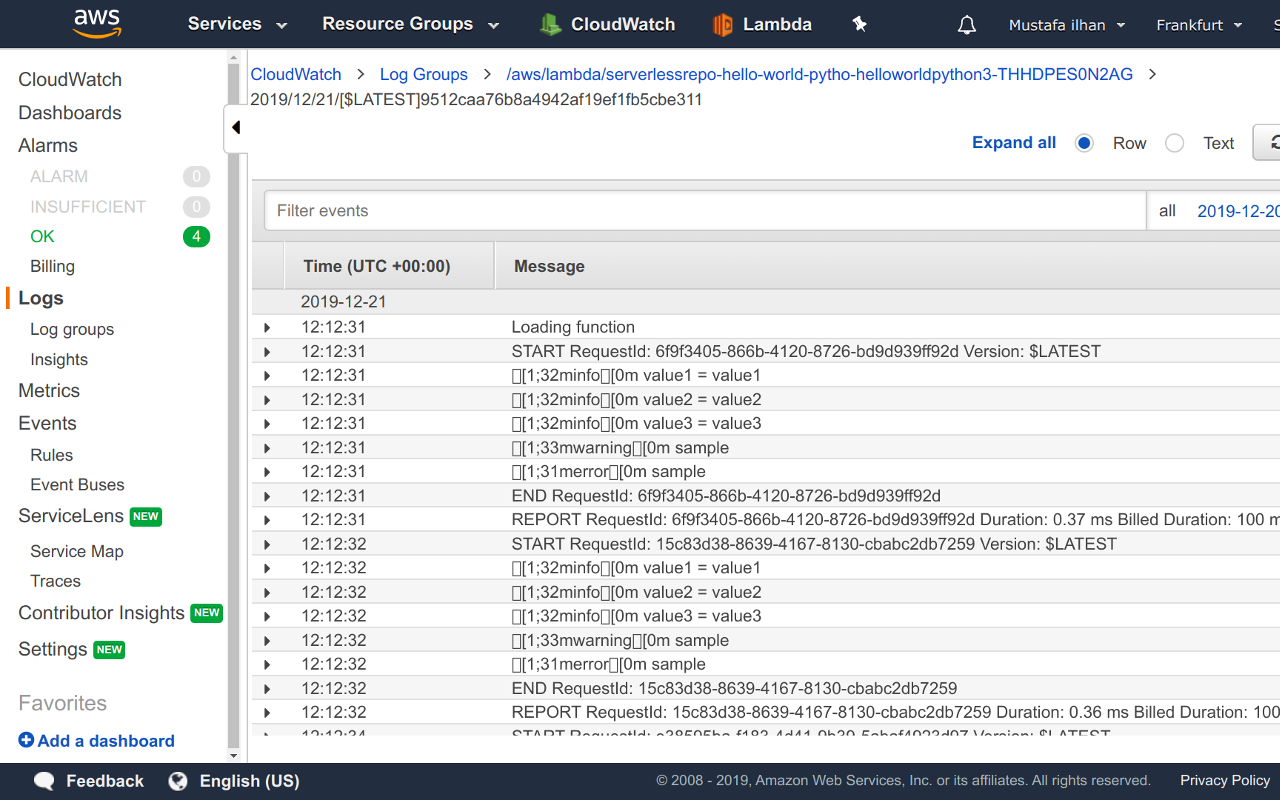 aws
Services
Resource Groups
CloudWatch
Lambda
Mustafa ilhan
Frankfurt
CloudWatch
Dashboards
Alarms
ALARM 0
INSUFFICIENT 0
OK 4
Billing
Logs
Log groups
Insights
Metrics
Events
Rules
Event Buses
ServiceLens NEW
Service Map
Traces
Contributor Insights NEW
Settings NEW
Favorites
Add a dashboard
CloudWatch > Log Groups > /aws/lambda/serverlessrepo-hello-world-pytho-helloworldpython3-THHDPES0N2AG >
2019/12/21/[$LATEST]9512caa76b8a4942af19ef1fb5cbe311
Expand all Row Text
Filter events all 2019-12-20
Time (UTC +00:00) Message
2019-12-21
12:12:31 Loading function
12:12:31 START RequestId: 6f9f3405-866b-4120-8726-bd9d939ff92d Version: $LATEST
12:12:31 [1;32minfo[0m value1 = value1
12:12:31 [1;32minfo[0m value2 = value2
12:12:31 [1;32minfo[0m value3 = value3
12:12:31 [1;33mwarning[0m sample
12:12:31 [1;31merror[0m sample
12:12:31 END RequestId: 6f9f3405-866b-4120-8726-bd9d939ff92d
12:12:31 REPORT RequestId: 6f9f3405-866b-4120-8726-bd9d939ff92d Duration: 0.37 ms Billed Duration: 100 m
12:12:32 START RequestId: 15c83d38-8639-4167-8130-cbabc2db7259 Version: $LATEST
12:12:32 [1;32minfo[0m value1 = value1
12:12:32 [1;32minfo[0m value2 = value2
12:12:32 [1;32minfo[0m value3 = value3
12:12:32 [1;33mwarning[0m sample
12:12:32 [1;31merror[0m sample
12:12:32 END RequestId: 15c83d38-8639-4167-8130-cbabc2db7259
12:12:32 REPORT RequestId: 15c83d38-8639-4167-8130-cbabc2db7259 Duration: 0.36 ms Billed Duration: 100
12:12:34 START RequestId: Version: $LATEST
Feedback
English (US)
© 2008 - 2019, Amazon Web Services, Inc. or its affiliates. All rights reserved.
Privacy Policy